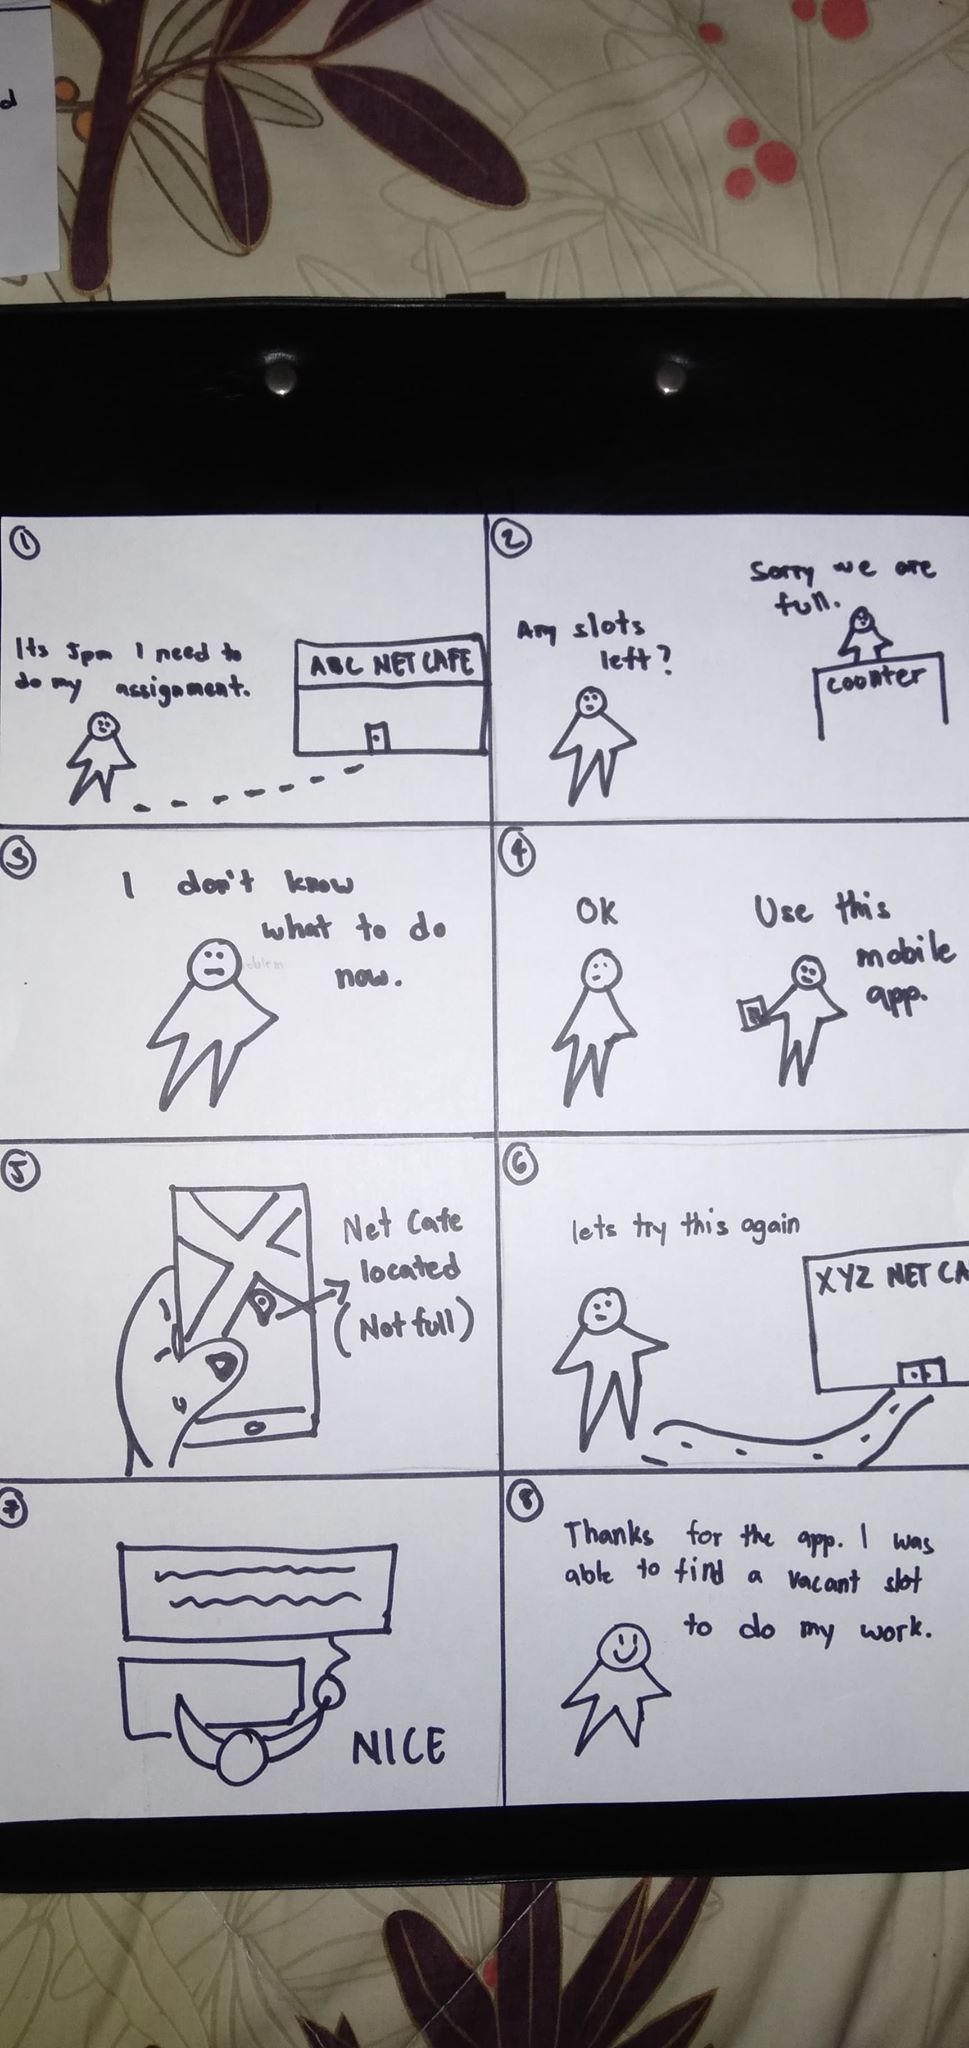 d
1
Its 5pm I need to
do my assignment.
ABC NET CAFE
2
Any slots
left?
Sorry we are
full.
counter
3
I don't know
what to do
now.
4
OK
Use this
mobile
app.
5
Net Cafe
located
(Not full)
6
lets try this again
XYZ NET CA
7
NICE
8
Thanks for the app. I was
able to find a vacant slot
to do my work.